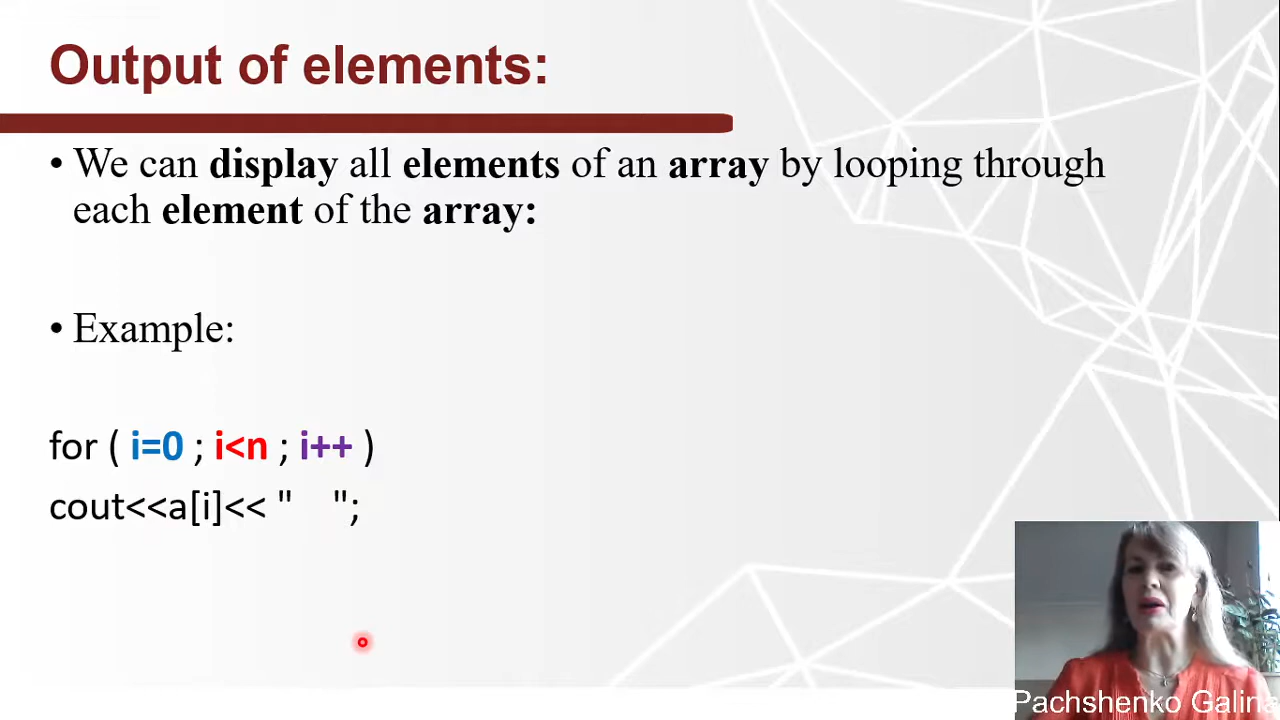 Output of elements:
• We can display all elements of an array by looping through
each element of the array:
• Example:
for ( i=0 ; i<n ; i++ )
cout<<a[i]<< "    ";
Pachshenko Galina